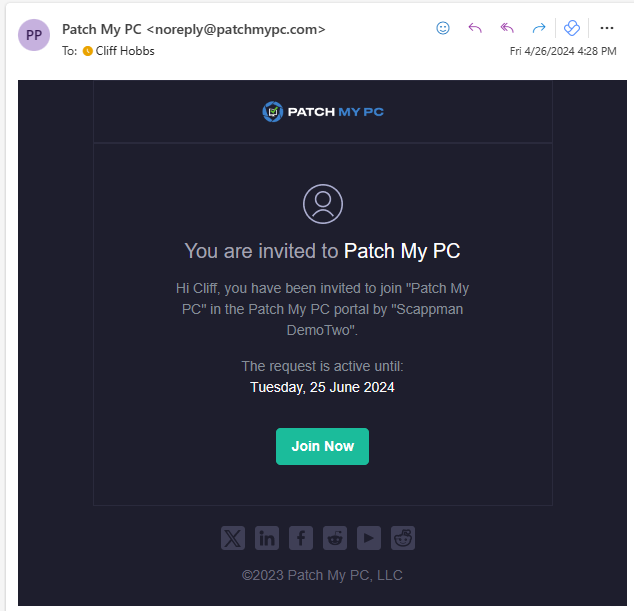 PP
Patch My PC <noreply@patchmypc.com>
To: Cliff Hobbs
Fri 4/26/2024 4:28 PM
PATCH MY PC
You are invited to Patch My PC
Hi Cliff, you have been invited to join "Patch My
PC" in the Patch My PC portal by "Scappman
DemoTwo".
The request is active until:
Tuesday, 25 June 2024
Join Now
©2023 Patch My PC, LLC